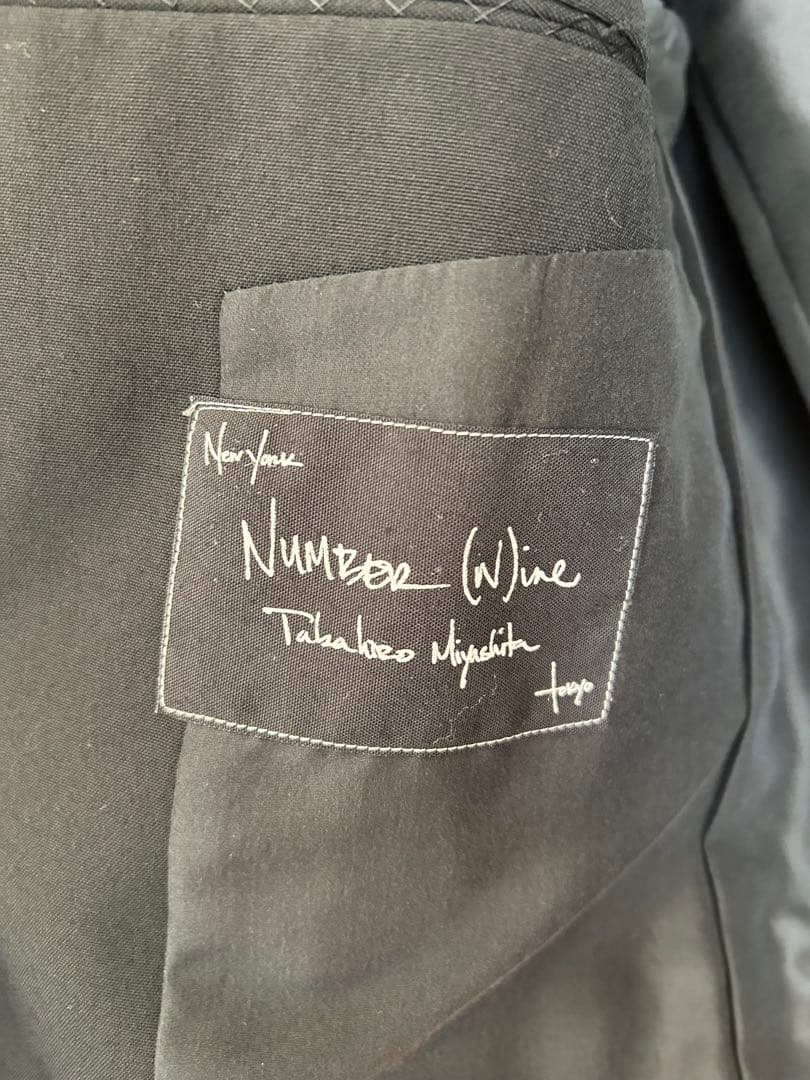 New York
NUMBER (N)ine
Takahiro Miyashita
tokyo